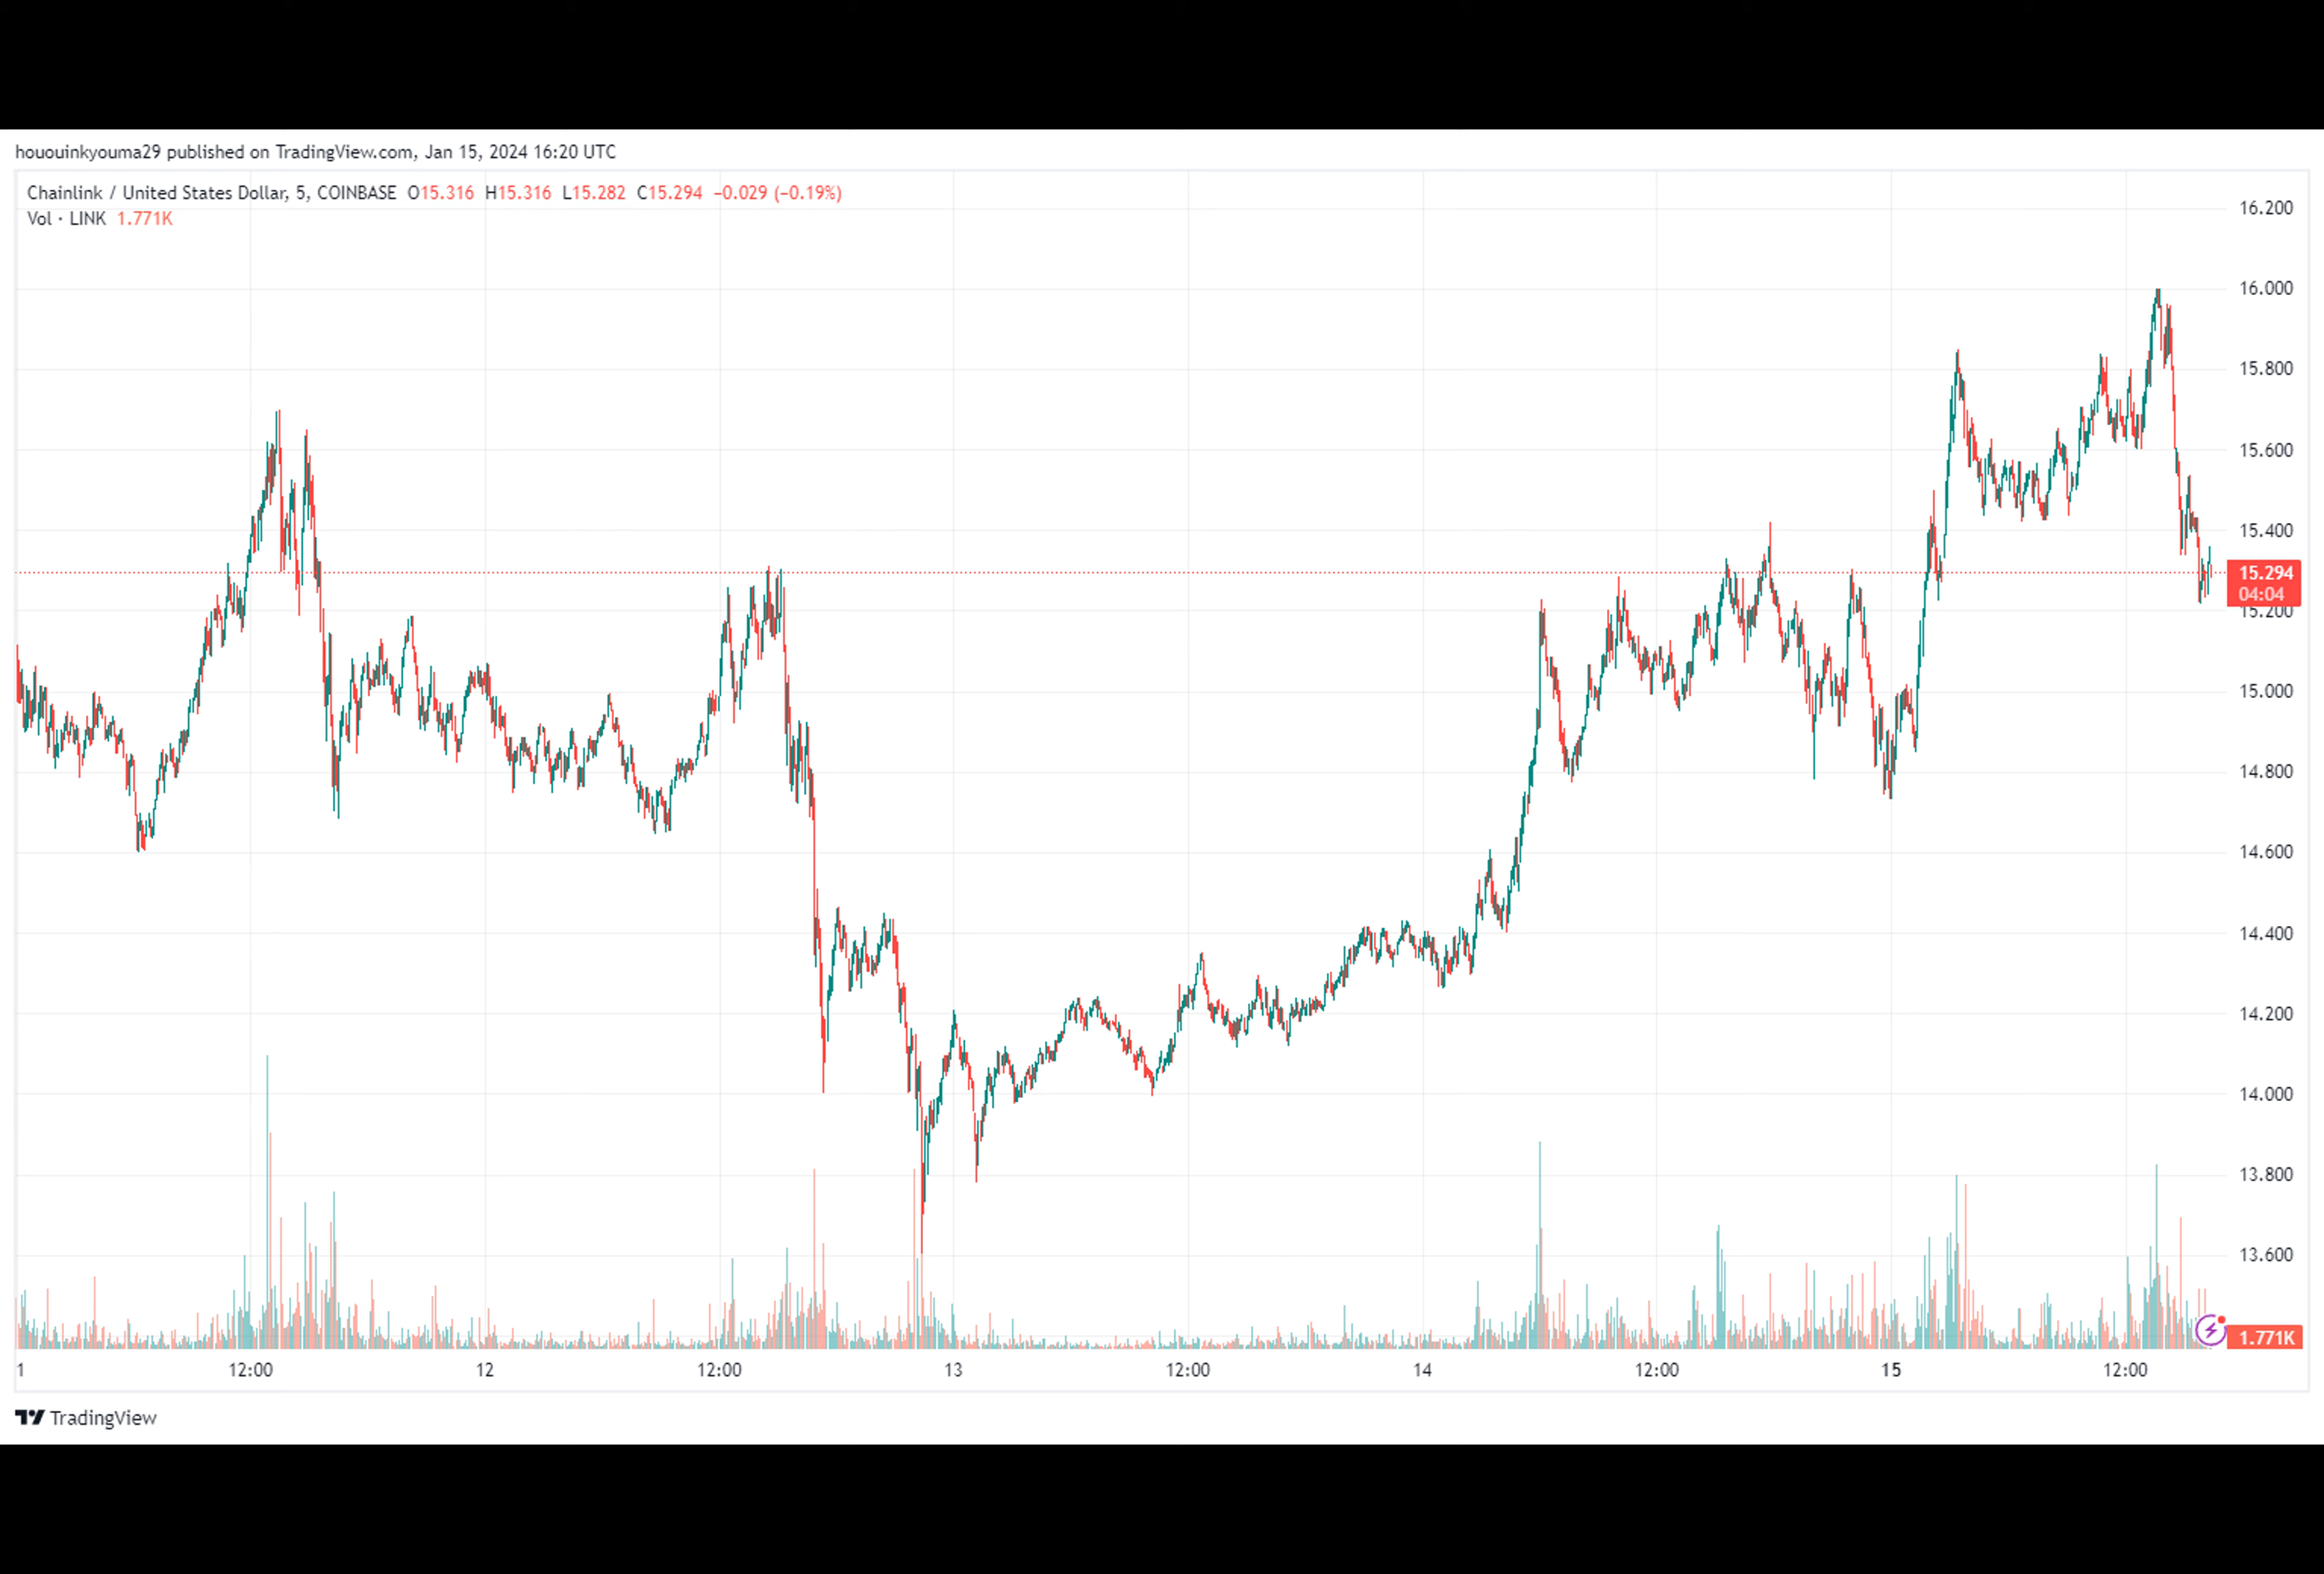 hououinkyouma29 published on TradingView.com, Jan 15, 2024 16:20 UTC
Chainlink / United States Dollar, 5, COINBASE O15.316 H15.316 L15.282 C15.294 −0.029 (−0.19%)
Vol · LINK 1.771K
16.200
16.000
15.800
15.600
15.400
15.294
04:04
15.200
15.000
14.800
14.600
14.400
14.200
14.000
13.800
13.600
1.771K
1 12:00 12 12:00 13 12:00 14 12:00 15 12:00
TradingView